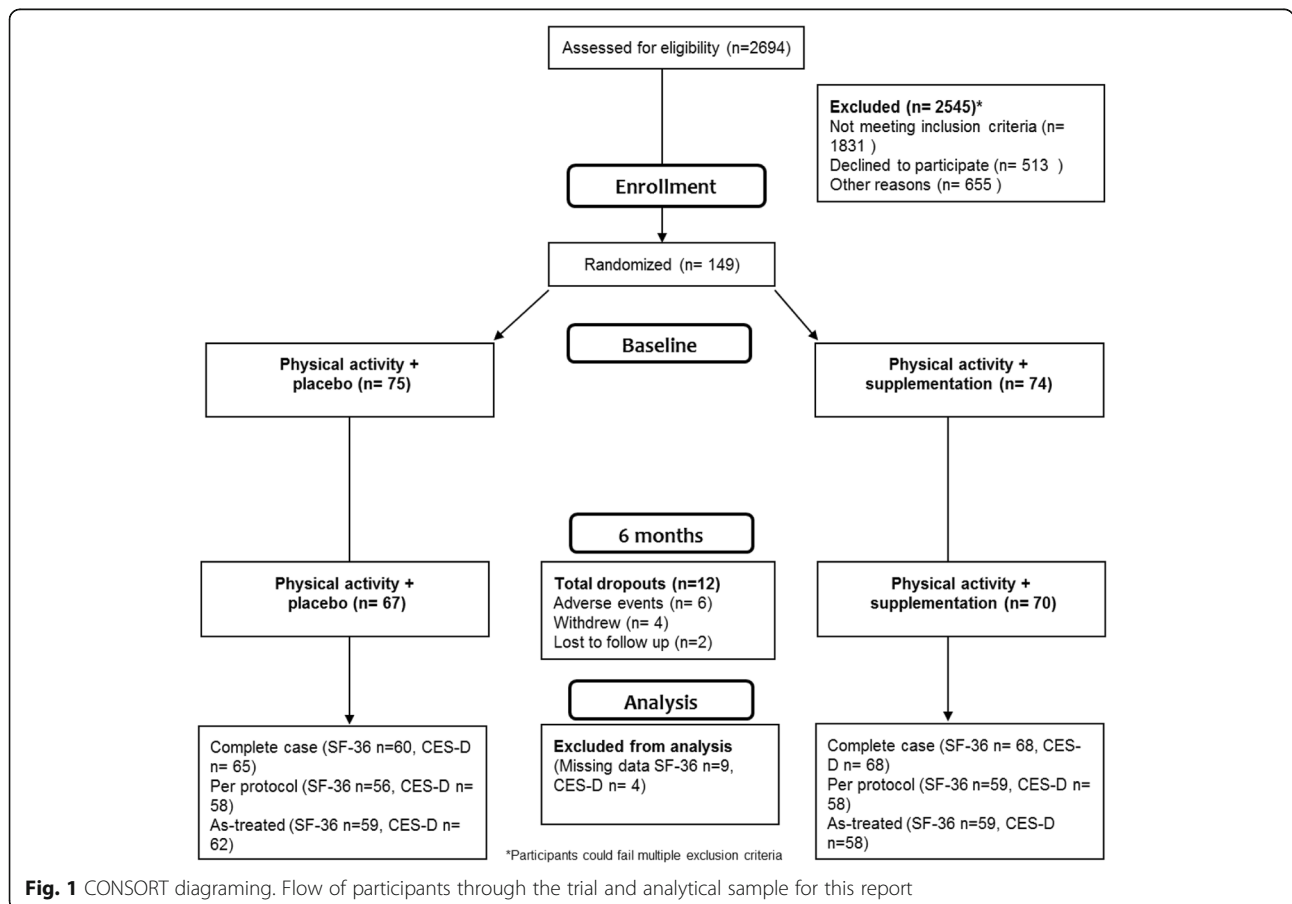 Assessed for eligibility (n=2694)
Excluded (n= 2545)*
Not meeting inclusion criteria (n=
1831 )
Declined to participate (n= 513 )
Other reasons (n= 655 )
Enrollment
Randomized (n= 149)
Baseline
Physical activity +
placebo (n= 75)
Physical activity +
supplementation (n= 74)
6 months
Physical activity +
placebo (n= 67)
Total dropouts (n=12)
Adverse events (n= 6)
Withdrew (n= 4)
Lost to follow up (n=2)
Physical activity +
supplementation (n= 70)
Analysis
Complete case (SF-36 n=60, CES-D
n= 65)
Per protocol (SF-36 n=56, CES-D n=
58)
As-treated (SF-36 n=59, CES-D n=
62)
Excluded from analysis
(Missing data SF-36 n=9,
CES-D n= 4)
Complete case (SF-36 n= 68, CES-
D n= 68)
Per protocol (SF-36 n=59, CES-D n=
58)
As-treated (SF-36 n=59, CES-D
n=58)
*Participants could fail multiple exclusion criteria
Fig. 1 CONSORT diagraming. Flow of participants through the trial and analytical sample for this report